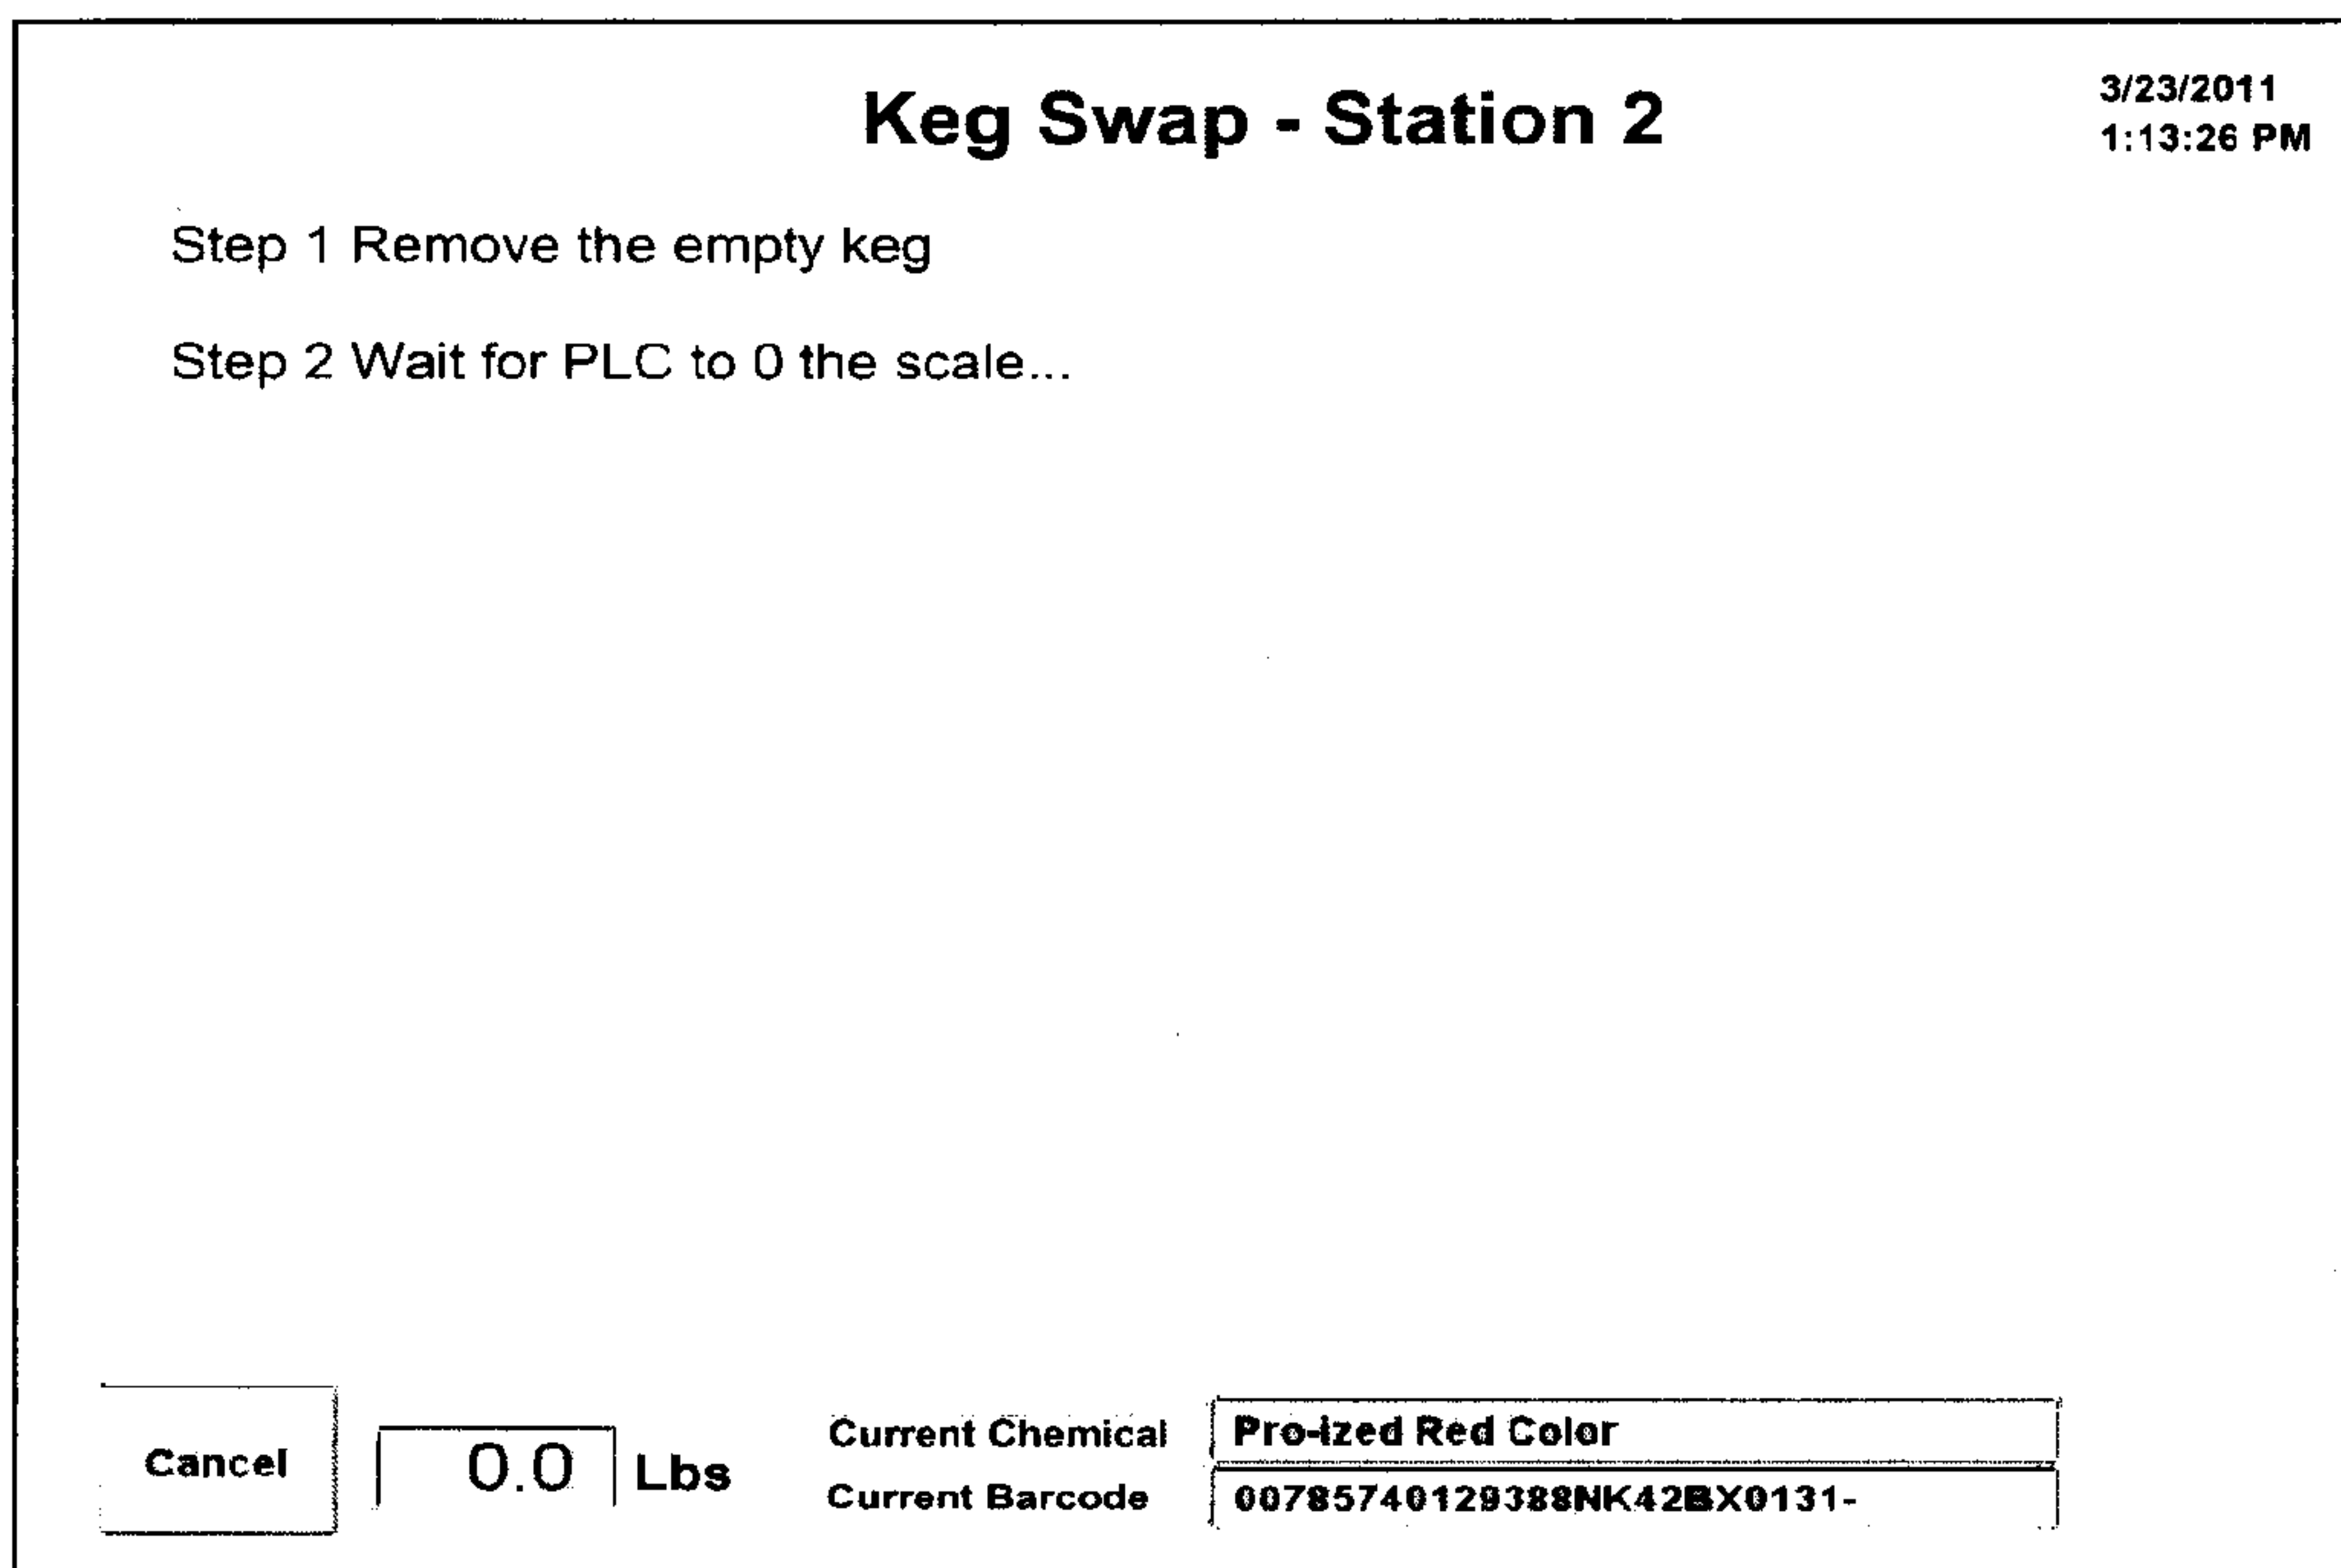 Keg Swap - Station 2
3/23/2011
1:13:26 PM
Step 1 Remove the empty keg
Step 2 Wait for PLC to 0 the scale...
Cancel
0.0 Lbs
Current Chemical Pro-ized Red Color
Current Barcode 00785740129388NK42BX0131-